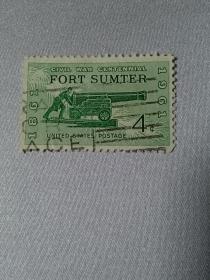 CIVIL WAR CENTENNIAL
FORT SUMTER
1861
1961
4¢
UNITED STATES POSTAGE